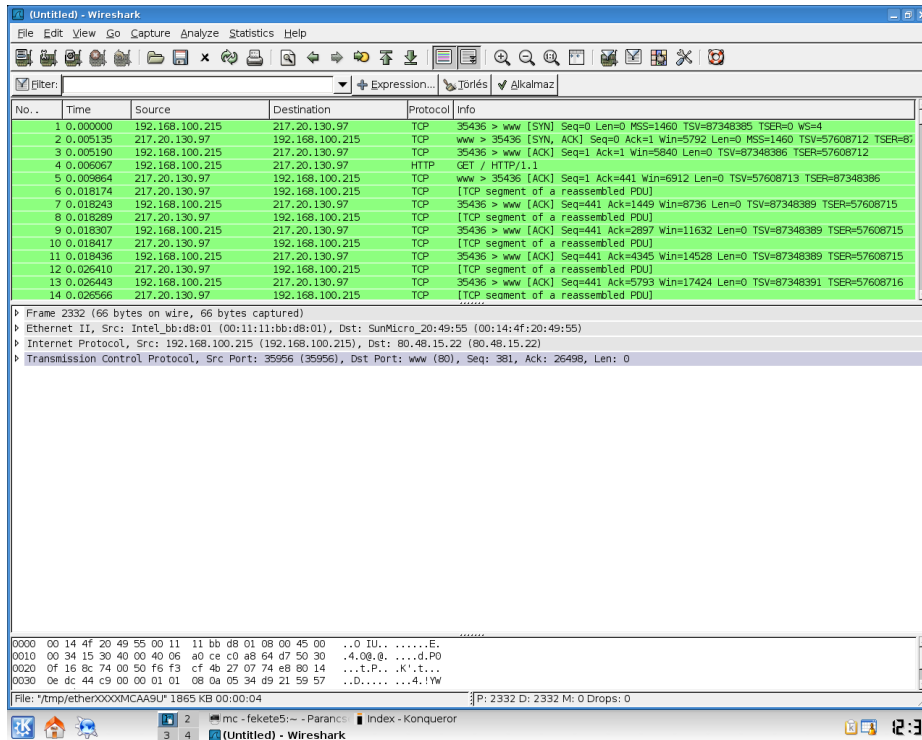 (Untitled) - Wireshark
File Edit View Go Capture Analyze Statistics Help
Filter: Expression... Törlés Alkalmaz
No. . Time Source Destination Protocol Info
1 0.000000 192.168.100.215 217.20.130.97 TCP 35436 > www [SYN] Seq=0 Len=0 MSS=1460 TSV=87348385 TSER=0 WS=4
2 0.005135 217.20.130.97 192.168.100.215 TCP www > 35436 [SYN, ACK] Seq=0 Ack=1 Win=5792 Len=0 MSS=1460 TSV=57608712 TSER=87
3 0.005190 192.168.100.215 217.20.130.97 TCP 35436 > www [ACK] Seq=1 Ack=1 Win=5840 Len=0 TSV=87348386 TSER=57608712
4 0.006067 192.168.100.215 217.20.130.97 HTTP GET / HTTP/1.1
5 0.009864 217.20.130.97 192.168.100.215 TCP www > 35436 [ACK] Seq=1 Ack=441 Win=6912 Len=0 TSV=57608713 TSER=87348386
6 0.018174 217.20.130.97 192.168.100.215 TCP [TCP segment of a reassembled PDU]
7 0.018243 192.168.100.215 217.20.130.97 TCP 35436 > www [ACK] Seq=441 Ack=1449 Win=8736 Len=0 TSV=87348389 TSER=57608715
8 0.018289 217.20.130.97 192.168.100.215 TCP [TCP segment of a reassembled PDU]
9 0.018307 192.168.100.215 217.20.130.97 TCP 35436 > www [ACK] Seq=441 Ack=2897 Win=11632 Len=0 TSV=87348389 TSER=57608715
10 0.018417 217.20.130.97 192.168.100.215 TCP [TCP segment of a reassembled PDU]
11 0.018436 192.168.100.215 217.20.130.97 TCP 35436 > www [ACK] Seq=441 Ack=4345 Win=14528 Len=0 TSV=87348389 TSER=57608715
12 0.026410 217.20.130.97 192.168.100.215 TCP [TCP segment of a reassembled PDU]
13 0.026443 192.168.100.215 217.20.130.97 TCP 35436 > www [ACK] Seq=441 Ack=5793 Win=17424 Len=0 TSV=87348391 TSER=57608716
14 0.026566 217.20.130.97 192.168.100.215 TCP [TCP segment of a reassembled PDU]
Frame 2332 (66 bytes on wire, 66 bytes captured)
Ethernet II, Src: Intel_bb:d8:01 (00:11:11:bb:d8:01), Dst: SunMicro_20:49:55 (00:14:4f:20:49:55)
Internet Protocol, Src: 192.168.100.215 (192.168.100.215), Dst: 80.48.15.22 (80.48.15.22)
Transmission Control Protocol, Src Port: 35956 (35956), Dst Port: www (80), Seq: 381, Ack: 26498, Len: 0
0000 00 14 4f 20 49 55 00 11 11 bb d8 01 08 00 45 00 ..O IU.. ......E.
0010 00 34 15 30 40 00 40 06 a0 ce c0 a8 64 d7 50 30 .4.0@.@. ....d.P0
0020 0f 16 8c 74 00 50 f6 f3 cf 4b 27 07 74 e8 80 14 ...t.P.. .K'.t...
0030 0e dc 44 c9 00 00 01 01 08 0a 05 34 d9 21 59 57 ..D..... ...4.!YW
File: "/tmp/etherXXXXMCAA9U" 1865 KB 00:00:04 P: 2332 D: 2332 M: 0 Drops: 0
2 mc - fekete5:~ - Parancs Index - Konqueror
3 4 (Untitled) - Wireshark
12:3